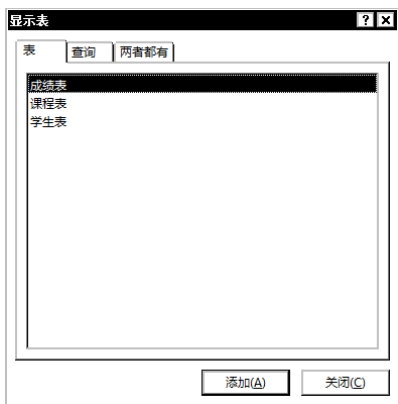 显示表
表 查询 两者都有
成绩表
课程表
学生表
添加(A) 关闭(C)